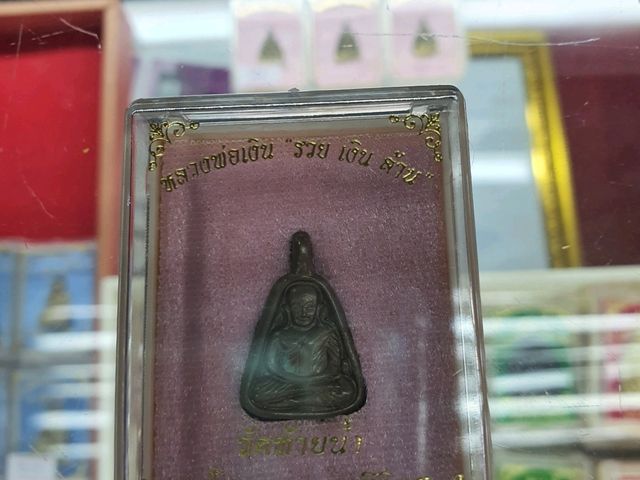 หลวงพ่อเงิน "รวย เงิน ล้าน"
วัดท้ายน้ำ